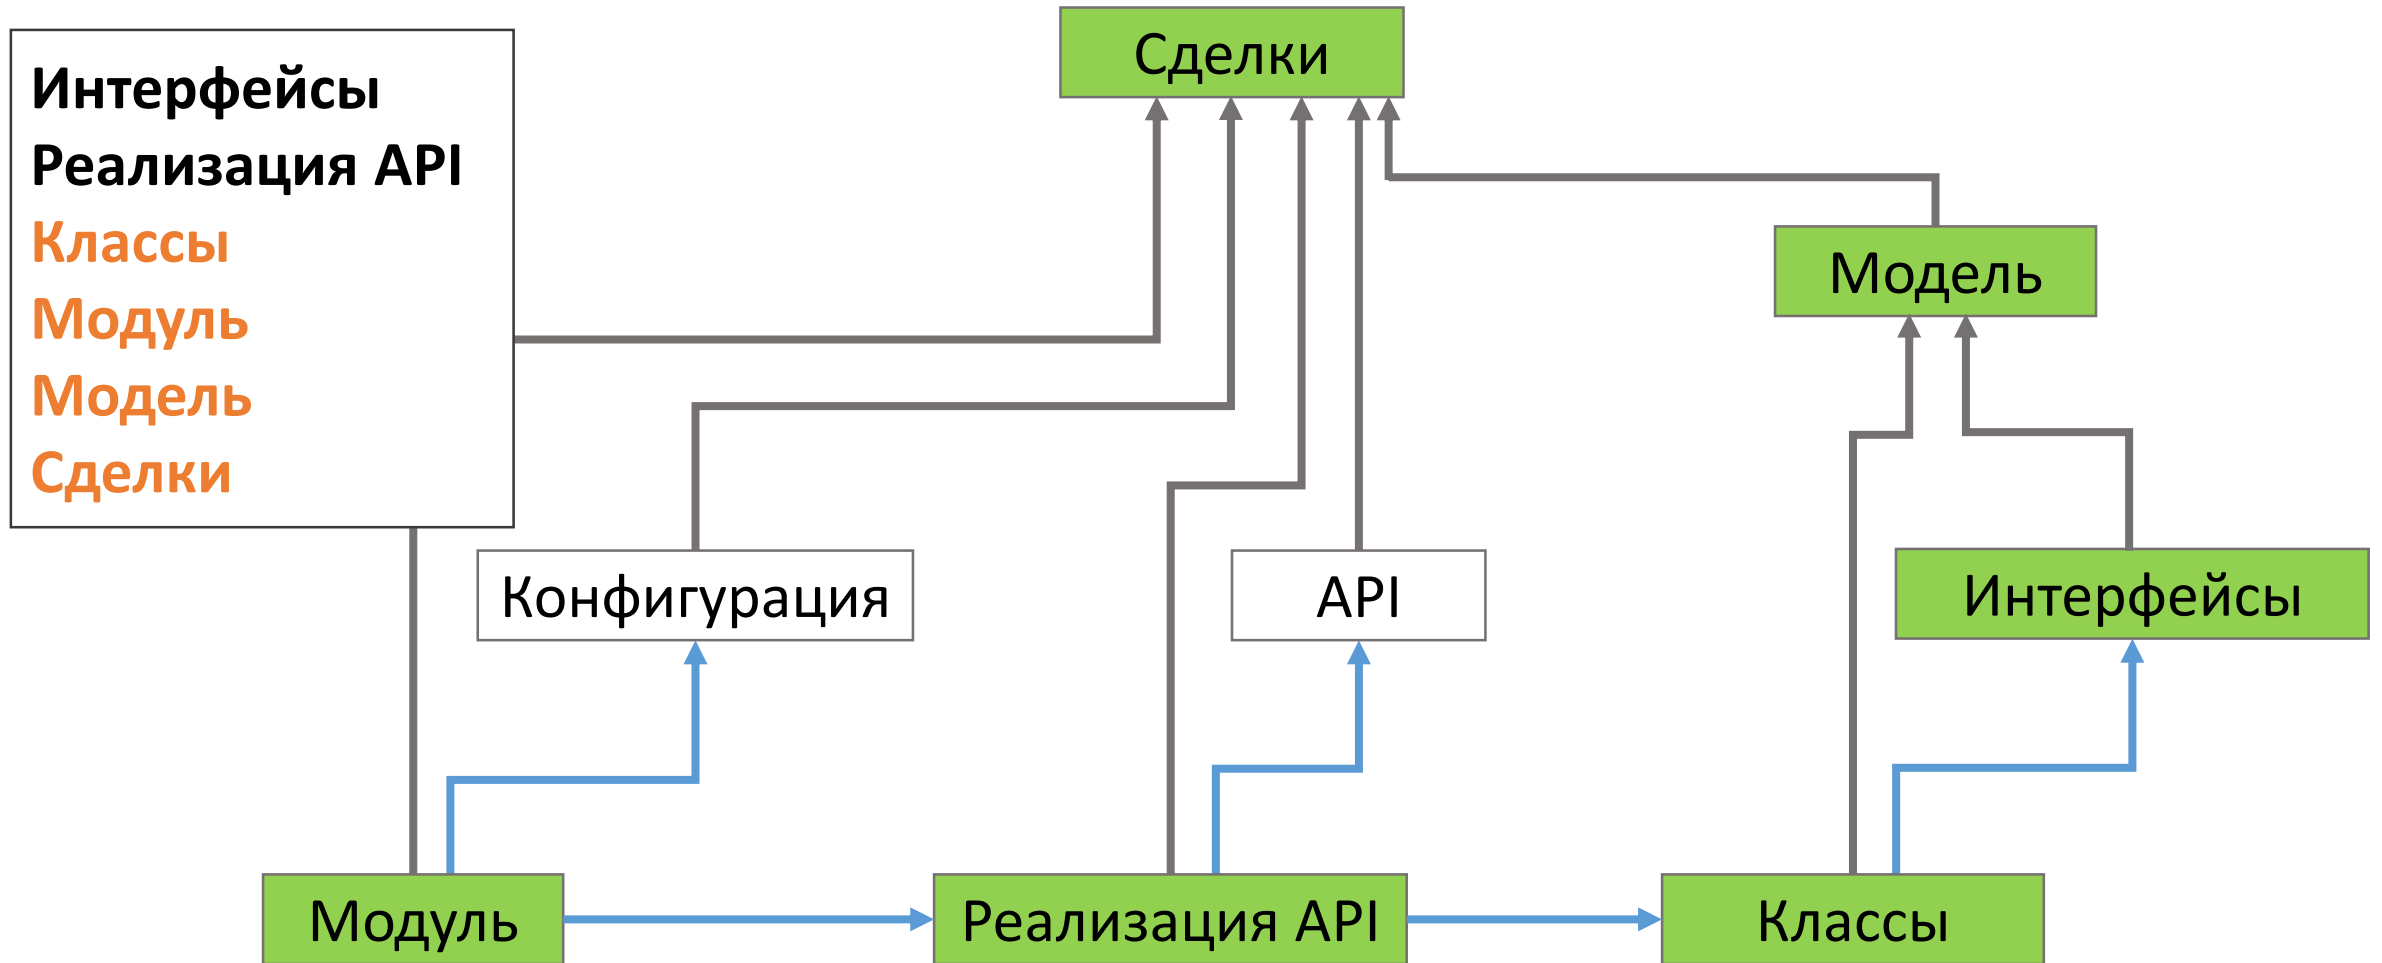 Интерфейсы
Реализация API
Классы
Модуль
Модель
Сделки
Сделки
Модель
Конфигурация
API
Интерфейсы
Модуль
Реализация API
Классы